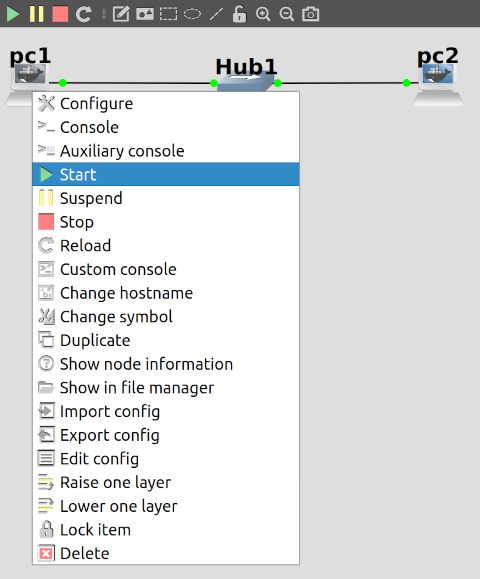 pc1
Hub1
pc2
Configure
Console
Auxiliary console
Start
Suspend
Stop
Reload
Custom console
Change hostname
Change symbol
Duplicate
Show node information
Show in file manager
Import config
Export config
Edit config
Raise one layer
Lower one layer
Lock item
Delete